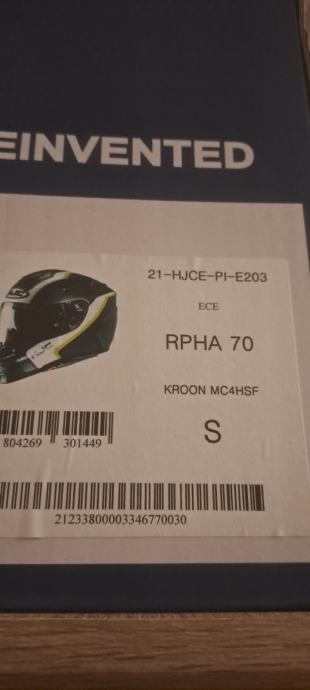 EINVENTED
21-HJCE-PI-E203
ECE
RPHA 70
KROON MC4HSF
S
804269 301449
21233800003346770030